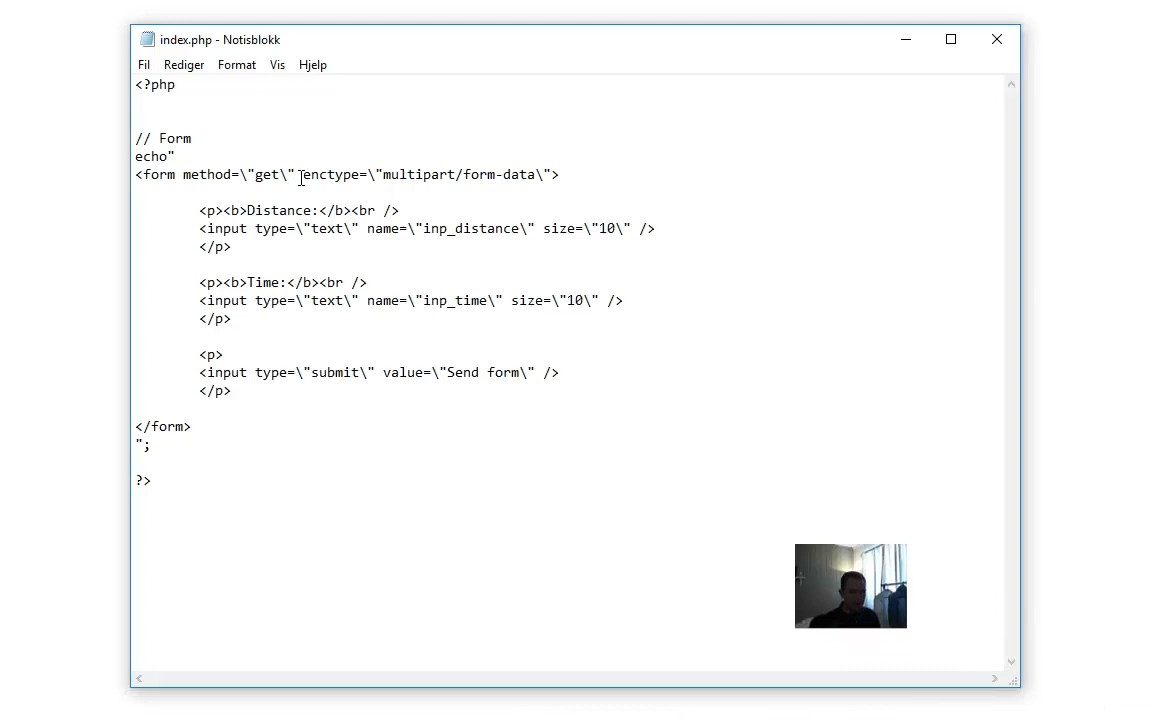 index.php - Notisblokk
Fil Rediger Format Vis Hjelp
<?php
// Form
echo"
<form method=\"get\" enctype=\"multipart/form-data\">
<p><b>Distance:</b><br />
<input type=\"text\" name=\"inp_distance\" size=\"10\" />
</p>
<p><b>Time:</b><br />
<input type=\"text\" name=\"inp_time\" size=\"10\" />
</p>
<p>
<input type=\"submit\" value=\"Send form\" />
</p>
</form>
";
?>